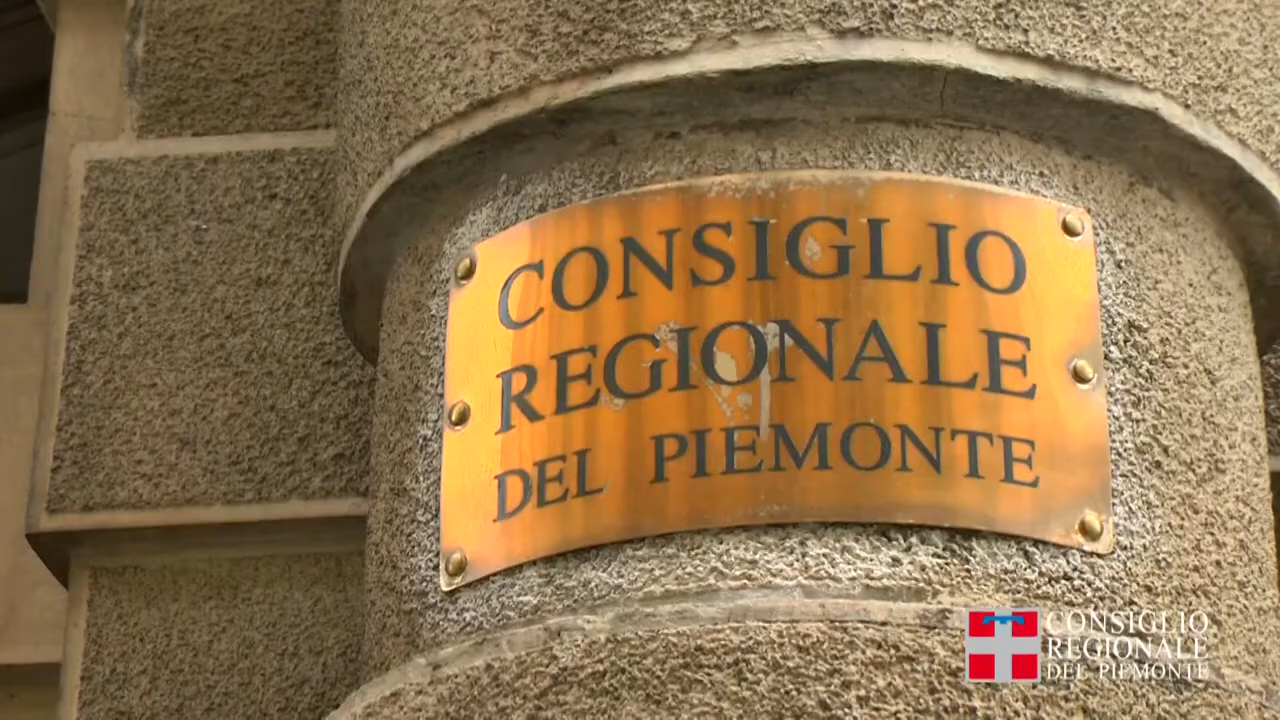 CONSIGLIO
REGIONALE
DEL PIEMONTE
CONSIGLIO
REGIONALE
DEL PIEMONTE